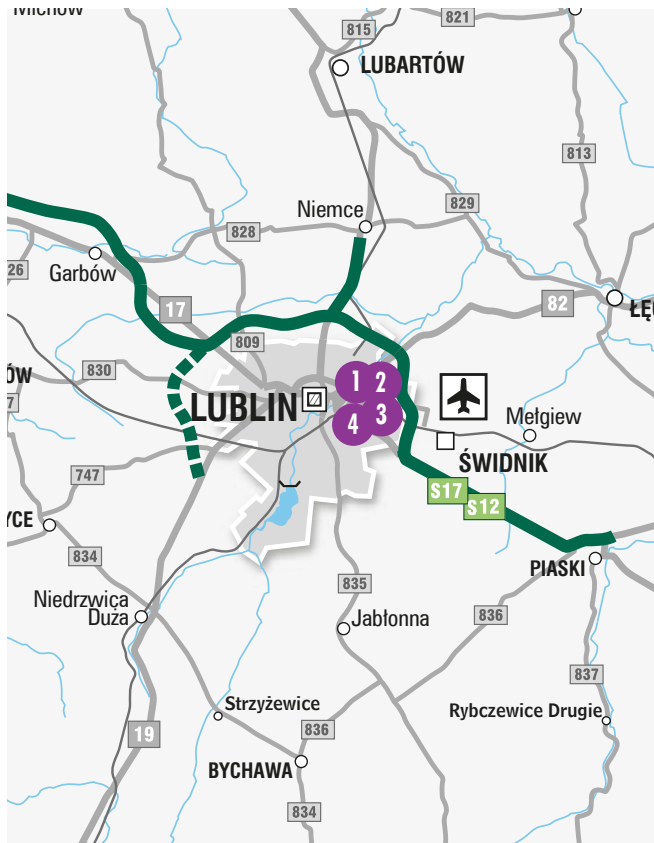 815
821
LUBARTÓW
813
Niemce
829
828
Garbów
26
17
82
809
830
ÓW
7
LUBLIN
1
2
3
4
Mełgiew
ŚWIDNIK
747
S17
S12
YCE
834
PIASKI
Niedrzwica
Duża
835
Jabłonna
836
837
Strzyżewice
Rybczewice Drugie
19
836
BYCHAWA
834